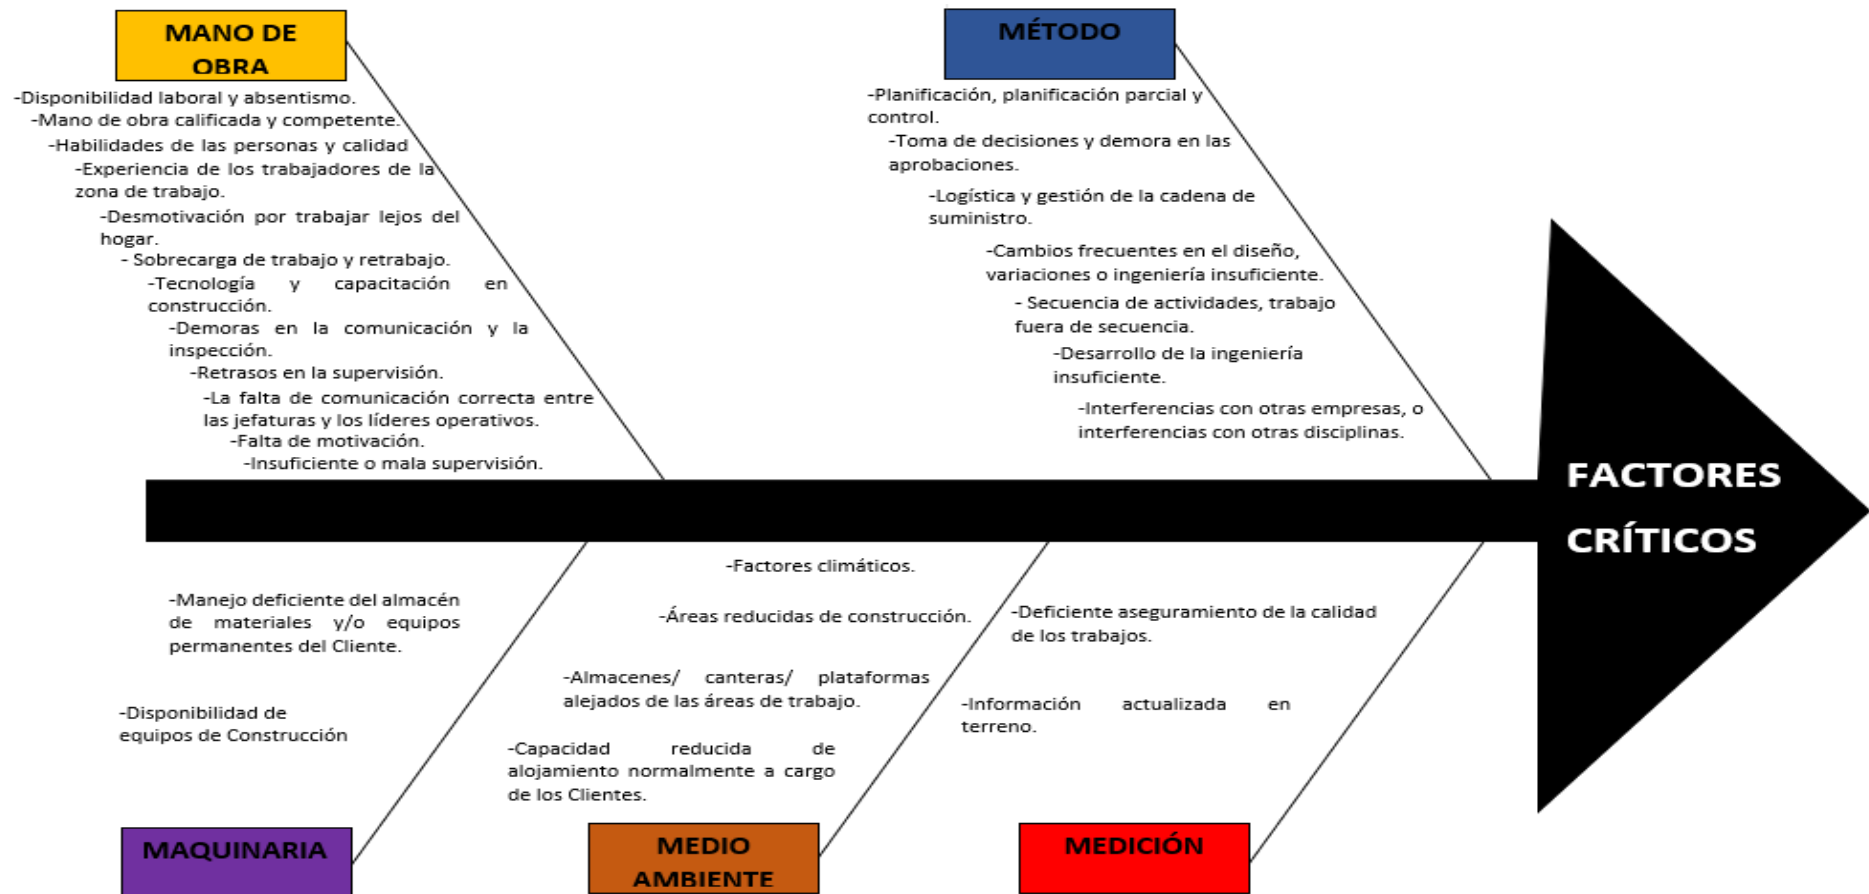 MANO DE
OBRA
-Disponibilidad laboral y absentismo.
-Mano de obra calificada y competente.
-Habilidades de las personas y calidad
-Experiencia de los trabajadores de la
zona de trabajo.
-Desmotivación por trabajar lejos del
hogar.
- Sobrecarga de trabajo y retrabajo.
-Tecnología y capacitación en
construcción.
-Demoras en la comunicación y la
inspección.
-Retrasos en la supervisión.
-La falta de comunicación correcta entre
las jefaturas y los líderes operativos.
-Falta de motivación.
-Insuficiente o mala supervisión.
MÉTODO
-Planificación, planificación parcial y
control.
-Toma de decisiones y demora en las
aprobaciones.
-Logística y gestión de la cadena de
suministro.
-Cambios frecuentes en el diseño,
variaciones o ingeniería insuficiente.
- Secuencia de actividades, trabajo
fuera de secuencia.
-Desarrollo de la ingeniería
insuficiente.
-Interferencias con otras empresas, o
interferencias con otras disciplinas.
FACTORES
CRÍTICOS
-Manejo deficiente del almacén
de materiales y/o equipos
permanentes del Cliente.
-Disponibilidad de
equipos de Construcción
MAQUINARIA
-Factores climáticos.
-Áreas reducidas de construcción.
-Almacenes/ canteras/ plataformas
alejados de las áreas de trabajo.
-Capacidad reducida de
alojamiento normalmente a cargo
de los Clientes.
MEDIO
AMBIENTE
-Deficiente aseguramiento de la calidad
de los trabajos.
-Información actualizada en
terreno.
MEDICIÓN